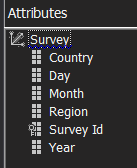 Attributes
Survey
Country
Day
Month
Region
Survey Id
Year